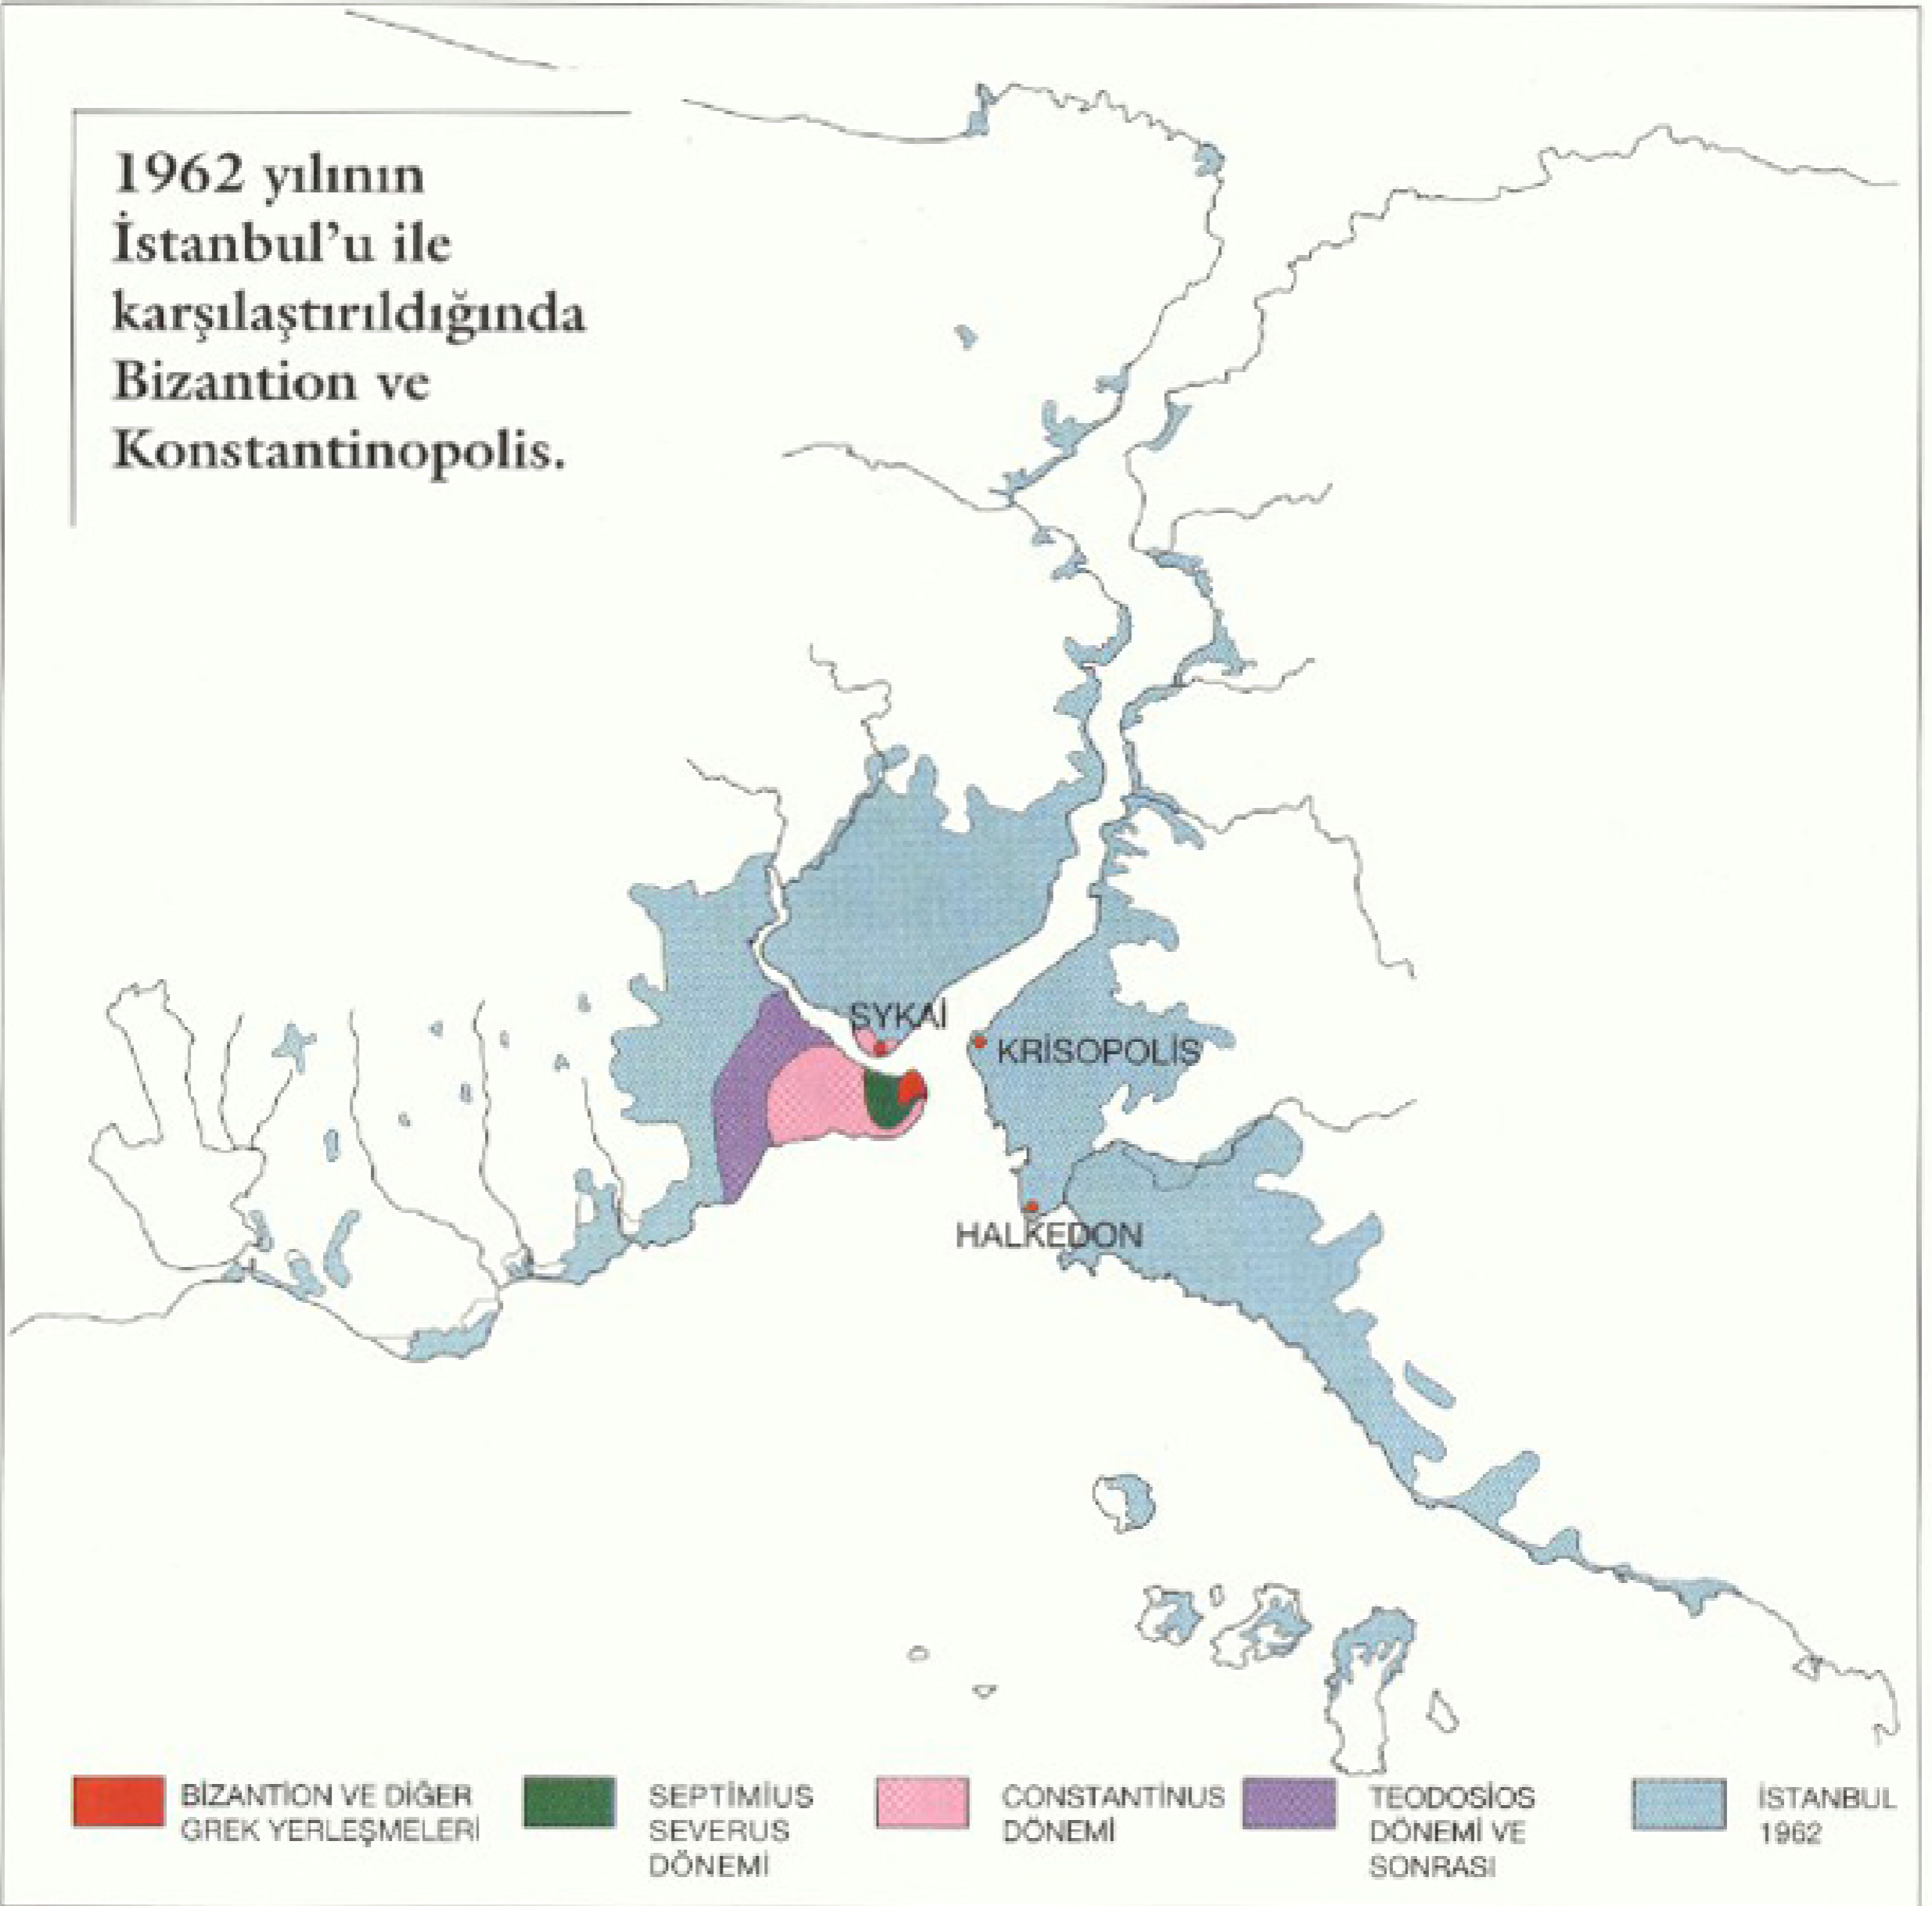 1962 yılının
İstanbul'u ile
karşılaştırıldığında
Bizantion ve
Konstantinopolis.
SYKAİ
KRİSOPOLİS
HALKEDON
BİZANTİON VE DİĞER
GREK YERLEŞMELERİ
SEPTİMİUS
SEVERUS
DÖNEMİ
CONSTANTİNUS
DÖNEMİ
TEODOSİOS
DÖNEMİ VE
SONRASI
İSTANBUL
1962